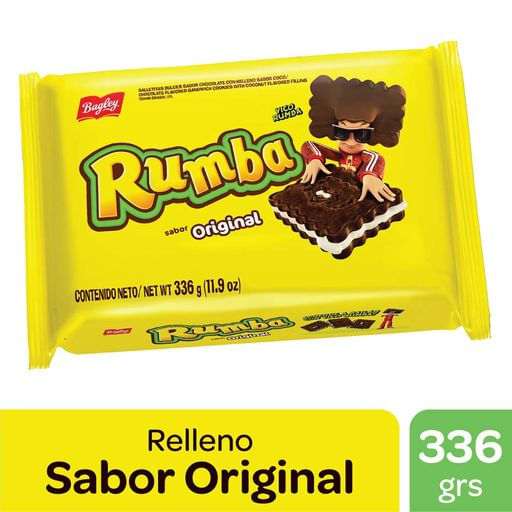 Bagley
GALLETITAS DULCES SABOR CHOCOLATE CON RELLENO SABOR COCO/
CHOCOLATE FLAVORED SANDWICH COOKIES WITH COCONUT FLAVORED FILLING
VICO
RUMBA
Rumba
sabor Original
CONTENIDO NETO/ NET WT 336 g (11.9 oz)
Bagley
Rumba
sabor Original
Relleno
Sabor Original
336
grs